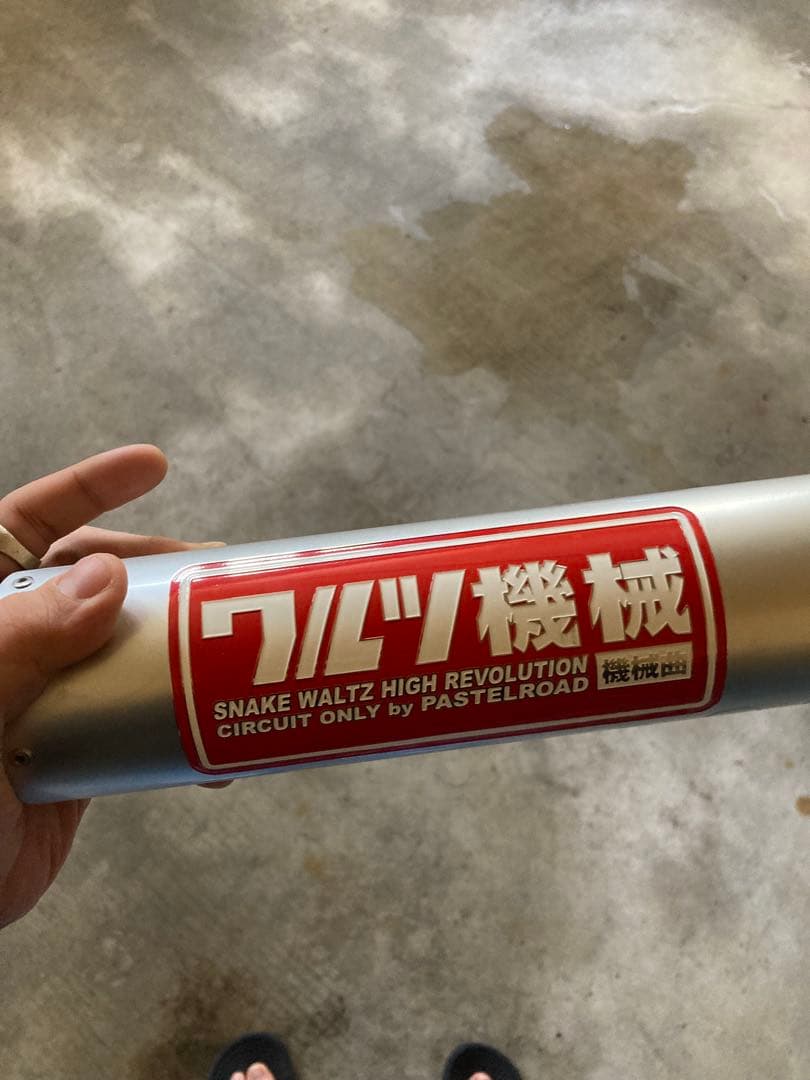 ワルツ機械
SNAKE WALTZ HIGH REVOLUTION
CIRCUIT ONLY by PASTELROAD
機械曲